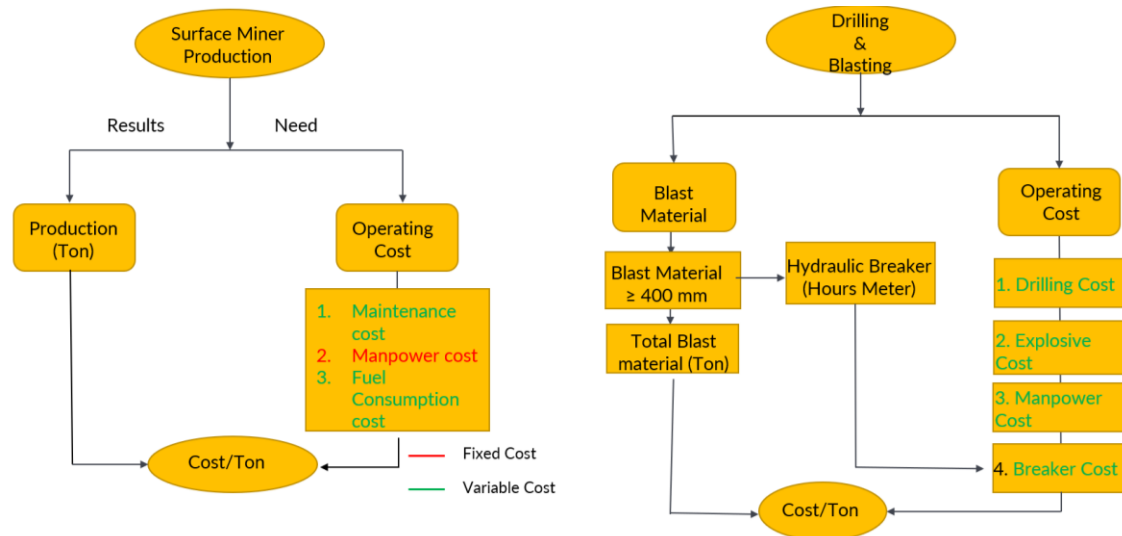 Surface Miner
Production
Results
Need
Production
(Ton)
Operating
Cost
1. Maintenance
cost
2. Manpower cost
3. Fuel
Consumption
cost
Cost/Ton
Fixed Cost
Variable Cost
Drilling
&
Blasting
Blast
Material
Operating
Cost
Blast Material
≥ 400 mm
Hydraulic Breaker
(Hours Meter)
Total Blast
material (Ton)
1. Drilling Cost
2. Explosive
Cost
3. Manpower
Cost
4. Breaker Cost
Cost/Ton